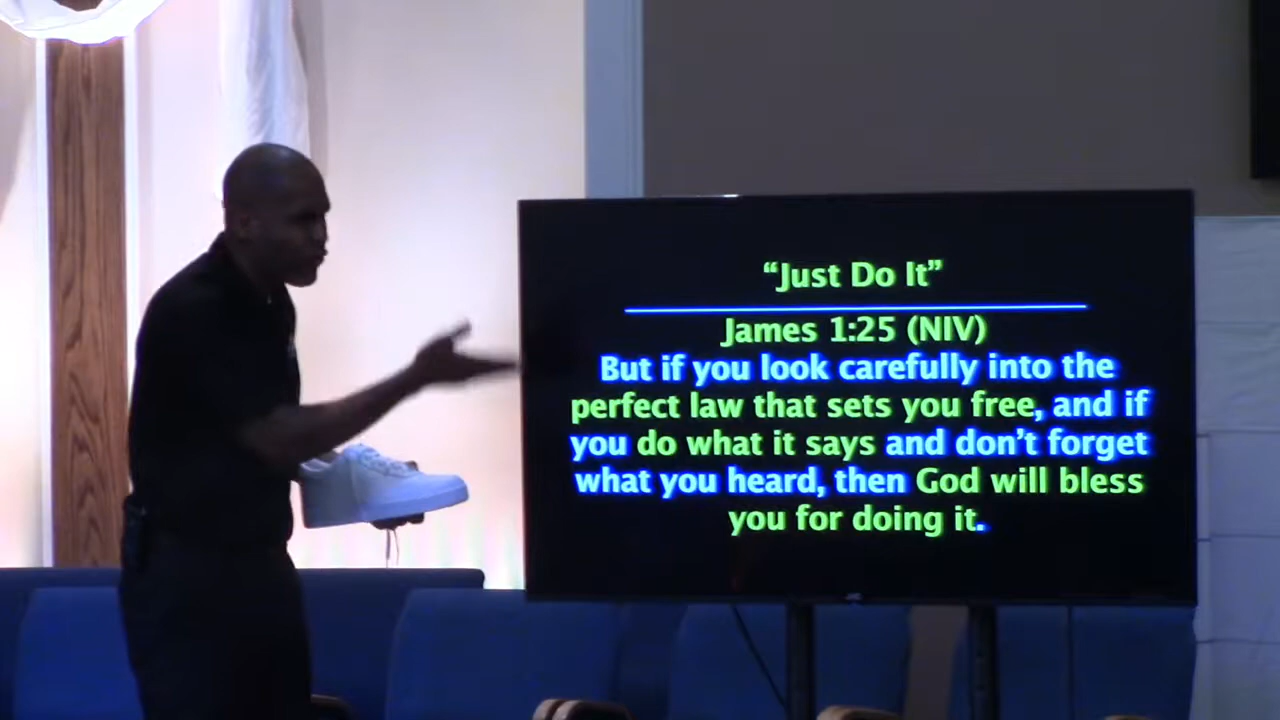 “Just Do It”
James 1:25 (NIV)
But if you look carefully into the
perfect law that sets you free, and if
you do what it says and don’t forget
what you heard, then God will bless
you for doing it.